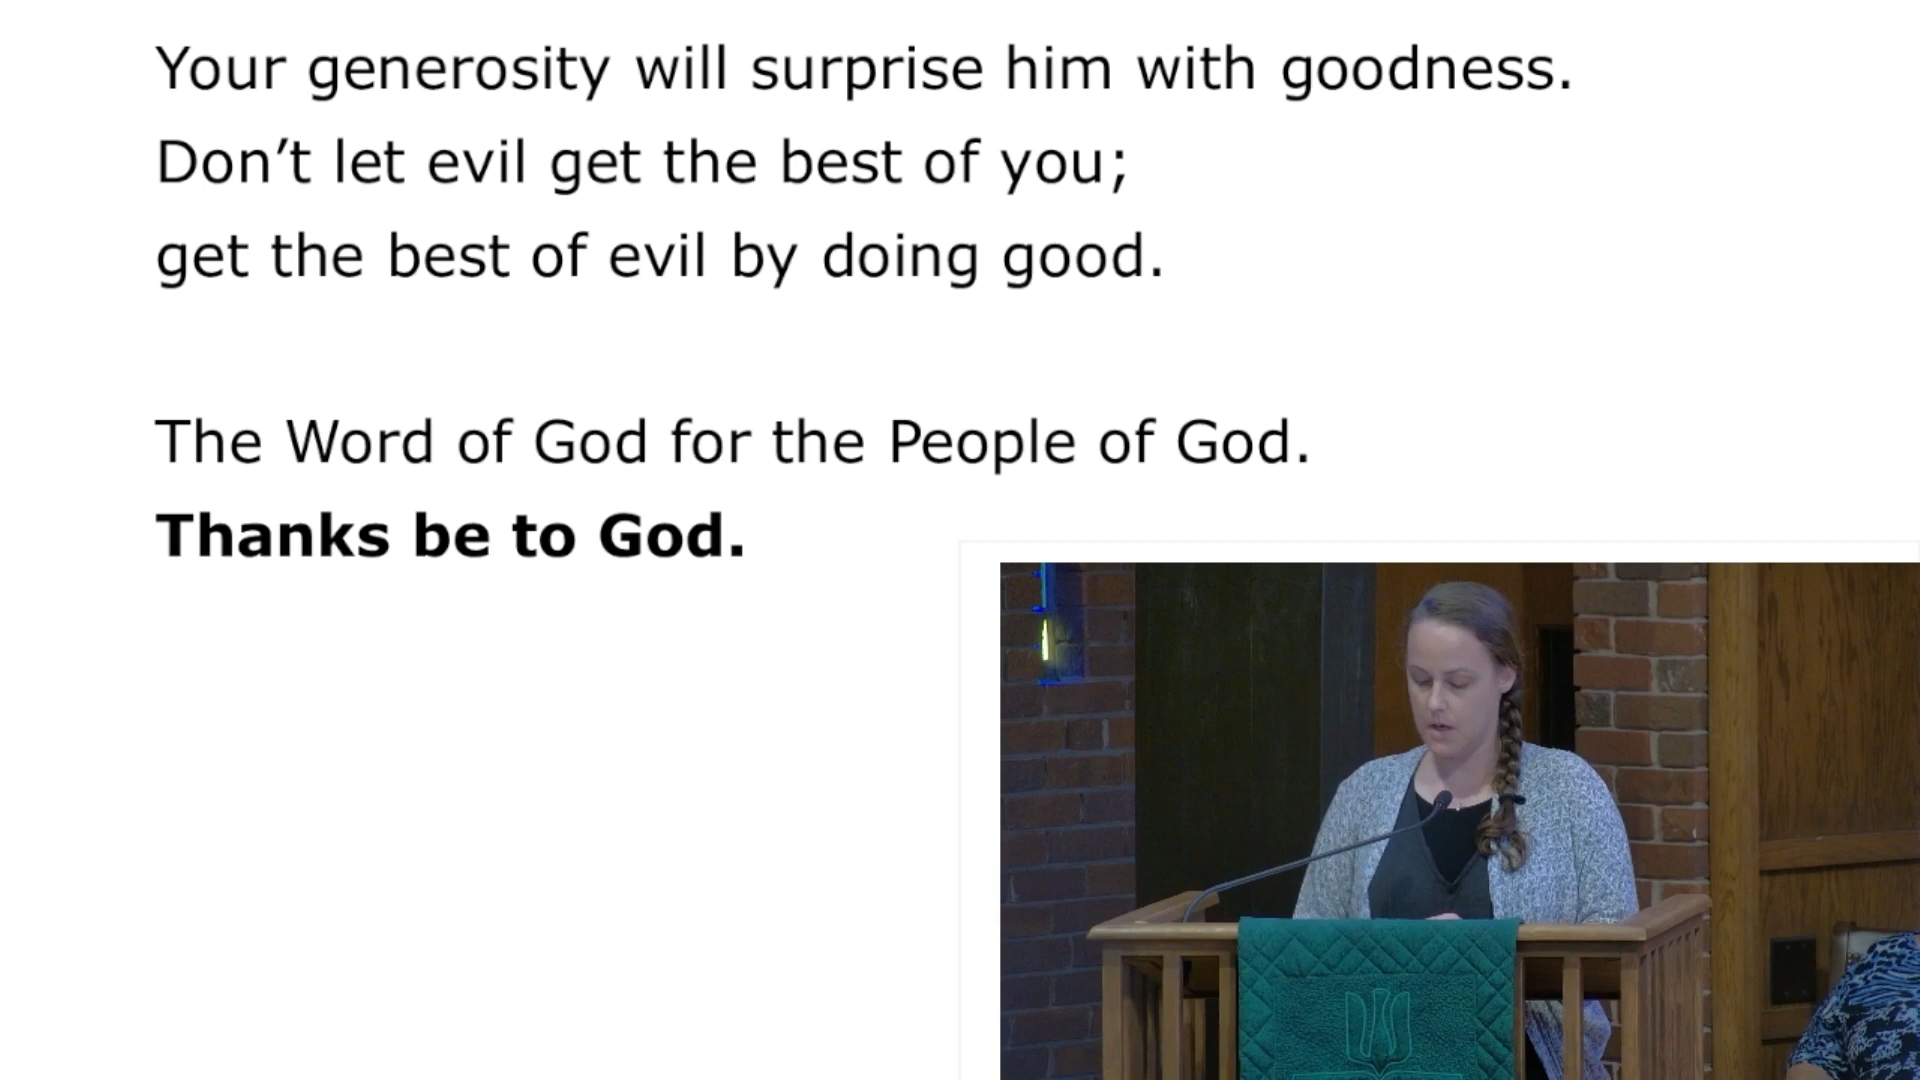 Your generosity will surprise him with goodness.
Don’t let evil get the best of you;
get the best of evil by doing good.
The Word of God for the People of God.
Thanks be to God.